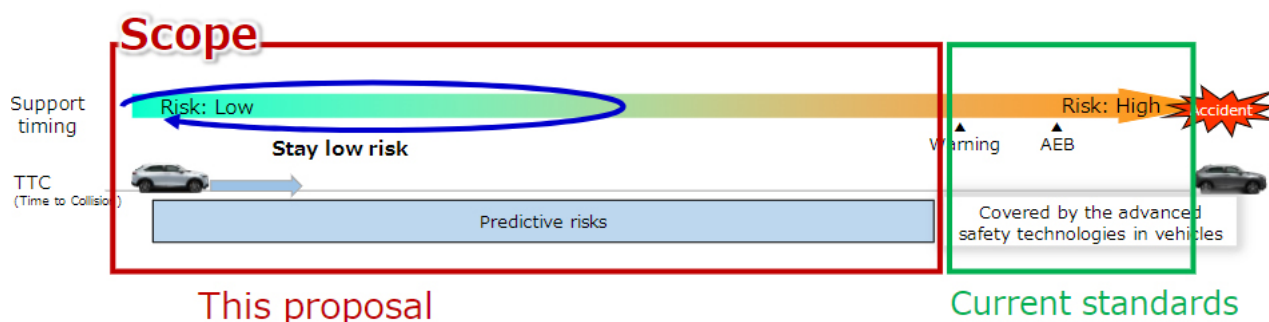 Scope
Support
timing
Risk: Low
Risk: High
Accident
Stay low risk
Warning
AEB
TTC
(Time to Collision)
Predictive risks
Covered by the advanced
safety technologies in vehicles
This proposal
Current standards